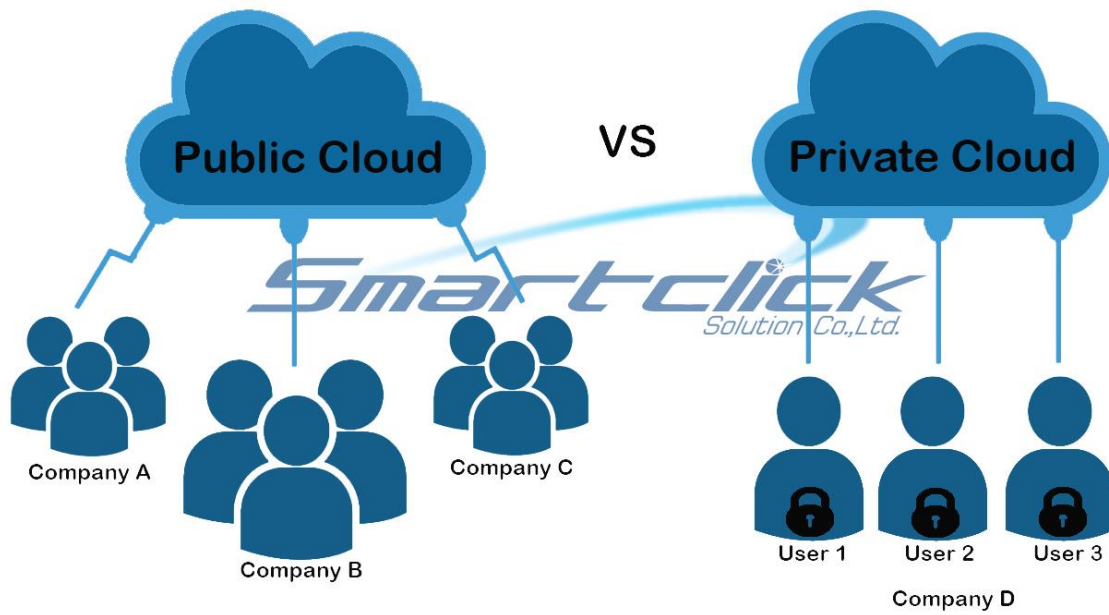 Public Cloud
VS
Private Cloud
Smartclick
Solution Co.,Ltd.
Company A
Company B
Company C
User 1
User 2
User 3
Company D